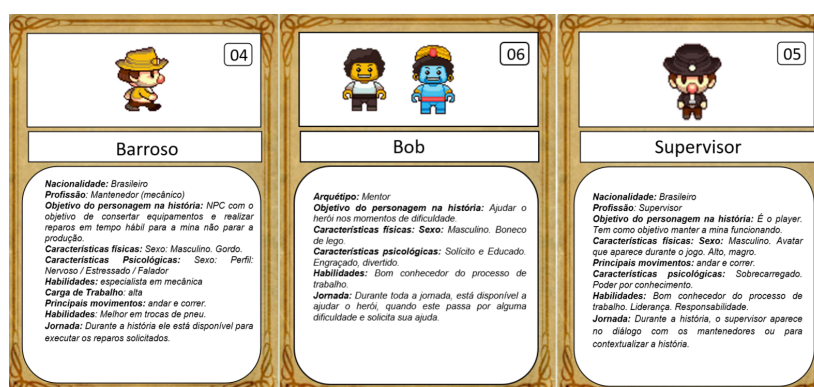 04
Barroso
Nacionalidade: Brasileiro
Profissão: Mantenedor (mecânico)
Objetivo do personagem na história: NPC com o
objetivo de consertar equipamentos e realizar
reparos em tempo hábil para a mina não parar a
produção.
Características físicas: Sexo: Masculino. Gordo.
Características Psicológicas: Sexo: Perfil:
Nervoso / Estressado / Falador
Habilidades: especialista em mecânica
Carga de Trabalho: alta
Principais movimentos: andar e correr.
Habilidades: Melhor em trocas de pneu.
Jornada: Durante a história ele está disponível para
executar os reparos solicitados.
06
Bob
Arquétipo: Mentor
Objetivo do personagem na história: Ajudar o
herói nos momentos de dificuldade.
Características físicas: Sexo: Masculino. Boneco
de lego.
Características psicológicas: Solícito e Educado.
Engraçado, divertido.
Habilidades: Bom conhecedor do processo de
trabalho.
Jornada: Durante toda a jornada, está disponível a
ajudar o herói, quando este passa por alguma
dificuldade e solicita sua ajuda.
05
Supervisor
Nacionalidade: Brasileiro
Profissão: Supervisor
Objetivo do personagem na história: É o player.
Tem como objetivo manter a mina funcionando.
Características físicas: Sexo: Masculino. Avatar
que aparece durante o jogo. Alto, magro.
Principais movimentos: andar e correr.
Características psicológicas: Sobrecarregado.
Poder por conhecimento.
Habilidades: Bom conhecedor do processo de
trabalho. Liderança. Responsabilidade.
Jornada: Durante a história, o supervisor aparece
no diálogo com os mantenedores ou para
contextualizar a história.